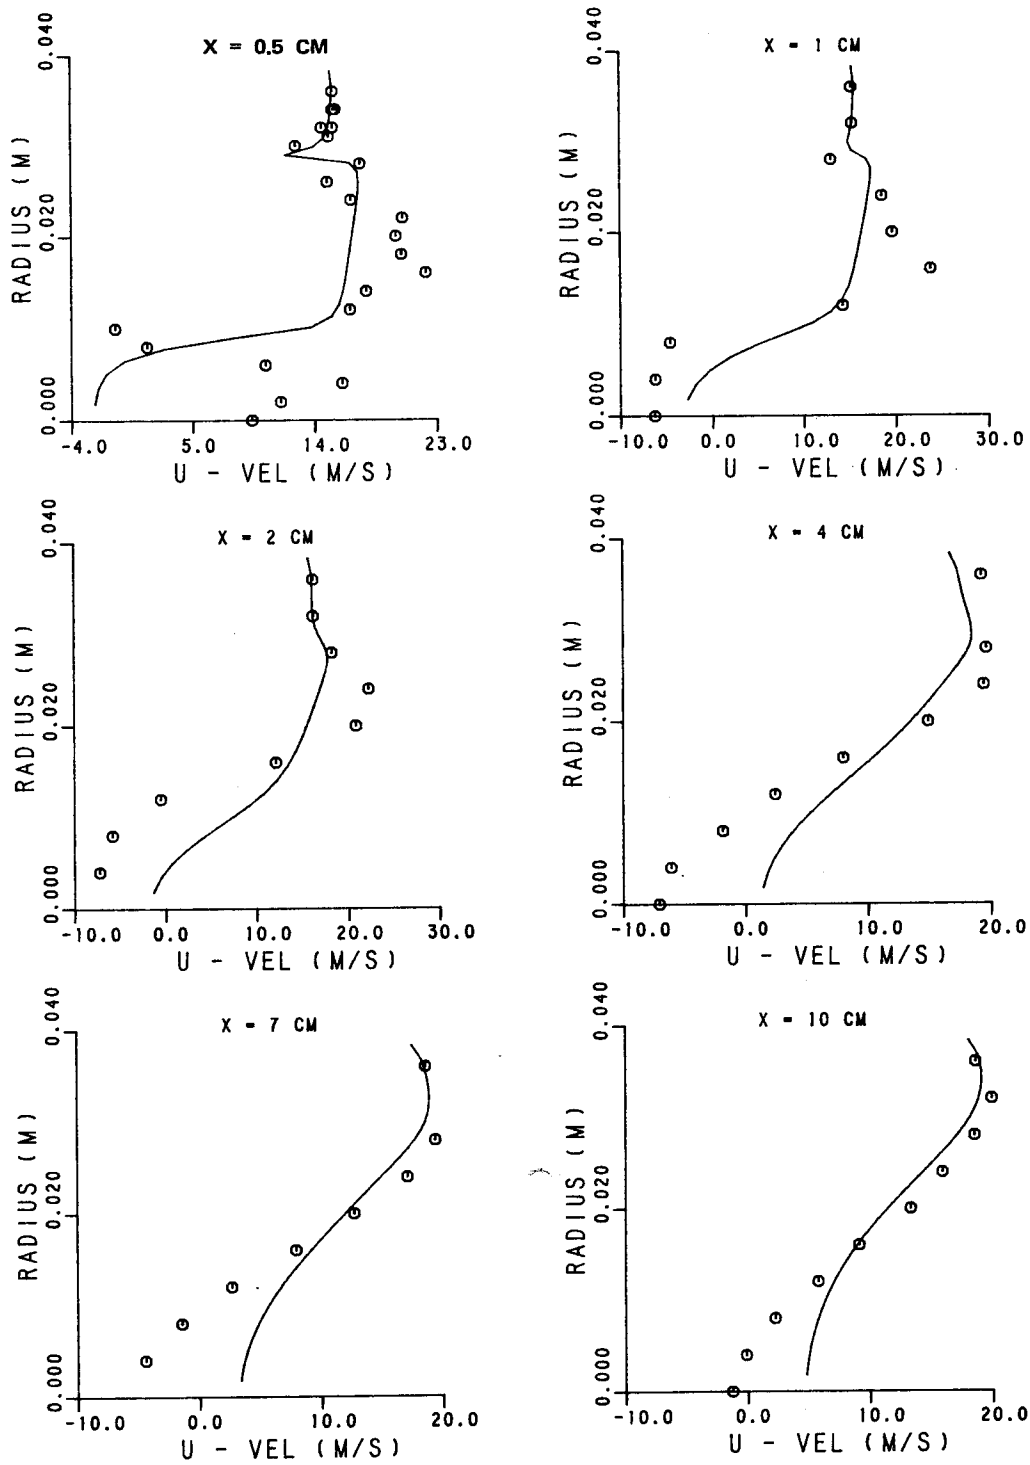 X = 0.5 CM
0.040
0.020
0.000
RADIUS (M)
-4.0 5.0 14.0 23.0
U - VEL (M/S)
X = 1 CM
0.040
0.020
0.000
RADIUS (M)
-10.0 0.0 10.0 20.0 30.0
U - VEL (M/S)
X = 2 CM
0.040
0.020
0.000
RADIUS (M)
-10.0 0.0 10.0 20.0 30.0
U - VEL (M/S)
X = 4 CM
0.040
0.020
0.000
RADIUS (M)
-10.0 0.0 10.0 20.0
U - VEL (M/S)
X = 7 CM
0.040
0.020
0.000
RADIUS (M)
-10.0 0.0 10.0 20.0
U - VEL (M/S)
X = 10 CM
0.040
0.020
0.000
RADIUS (M)
-10.0 0.0 10.0 20.0
U - VEL (M/S)